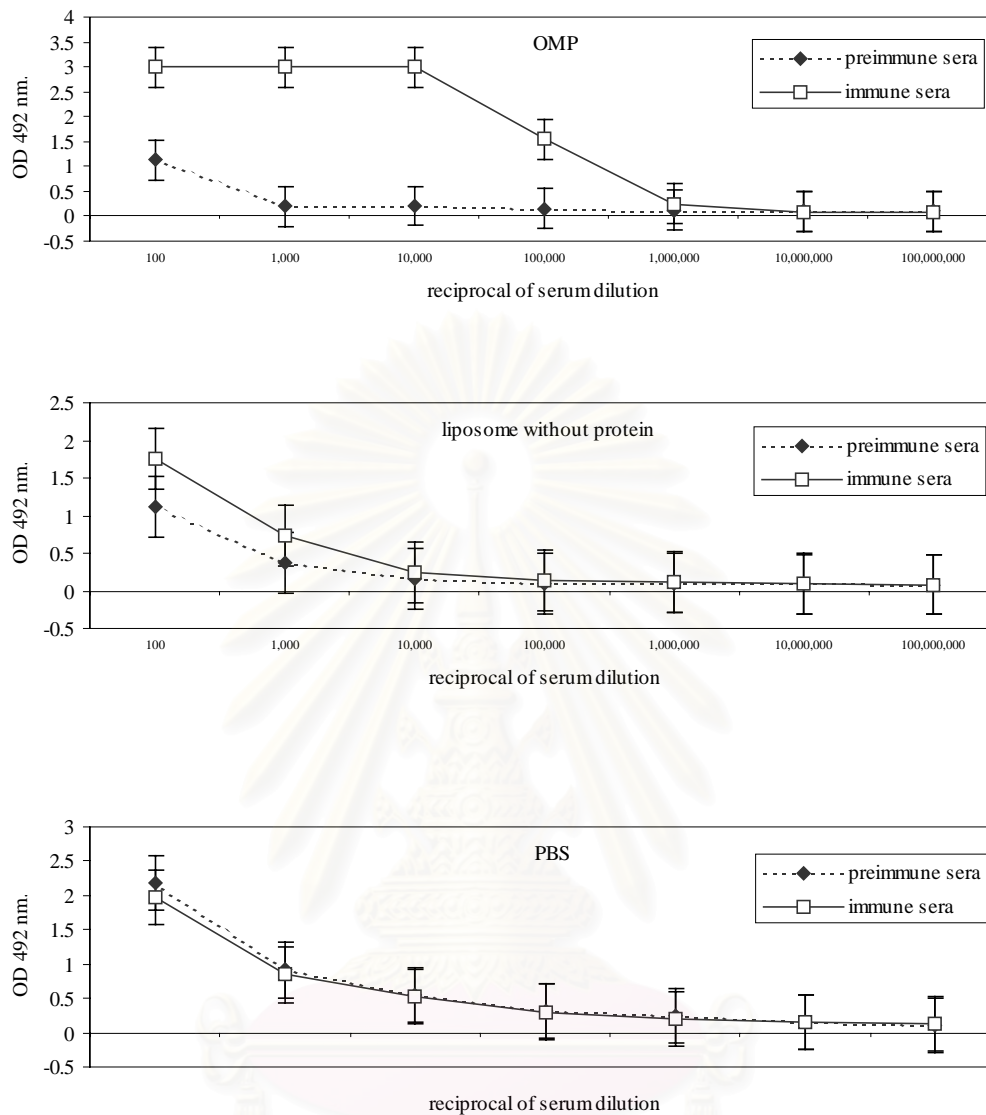 OMP
preimmune sera
immune sera
OD 492 nm.
4
3.5
3
2.5
2
1.5
1
0.5
0
-0.5
100 1,000 10,000 100,000 1,000,000 10,000,000 100,000,000
reciprocal of serum dilution
liposome without protein
preimmune sera
immune sera
OD 492 nm.
2.5
2
1.5
1
0.5
0
-0.5
100 1,000 10,000 100,000 1,000,000 10,000,000 100,000,000
reciprocal of serum dilution
PBS
preimmune sera
immune sera
OD 492 nm.
3
2.5
2
1.5
1
0.5
0
-0.5
reciprocal of serum dilution